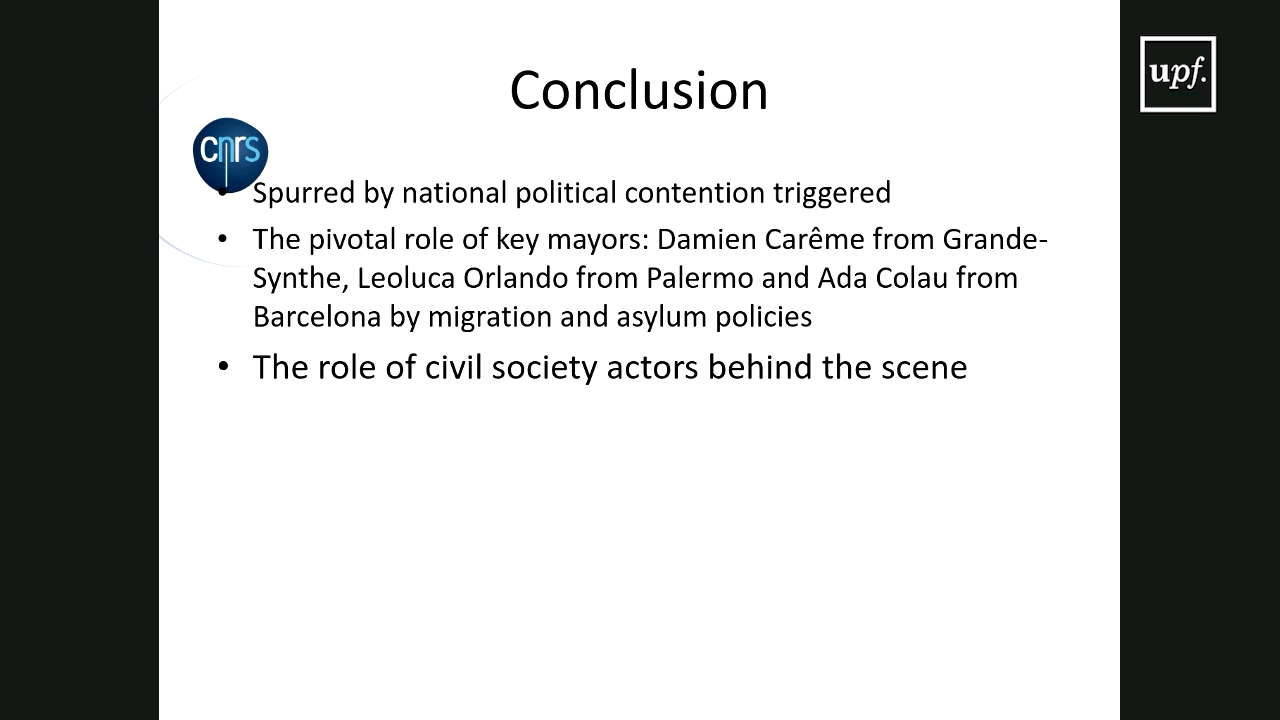 Conclusion
upf.
cnrs
• Spurred by national political contention triggered
• The pivotal role of key mayors: Damien Carême from Grande-
Synthe, Leoluca Orlando from Palermo and Ada Colau from
Barcelona by migration and asylum policies
• The role of civil society actors behind the scene